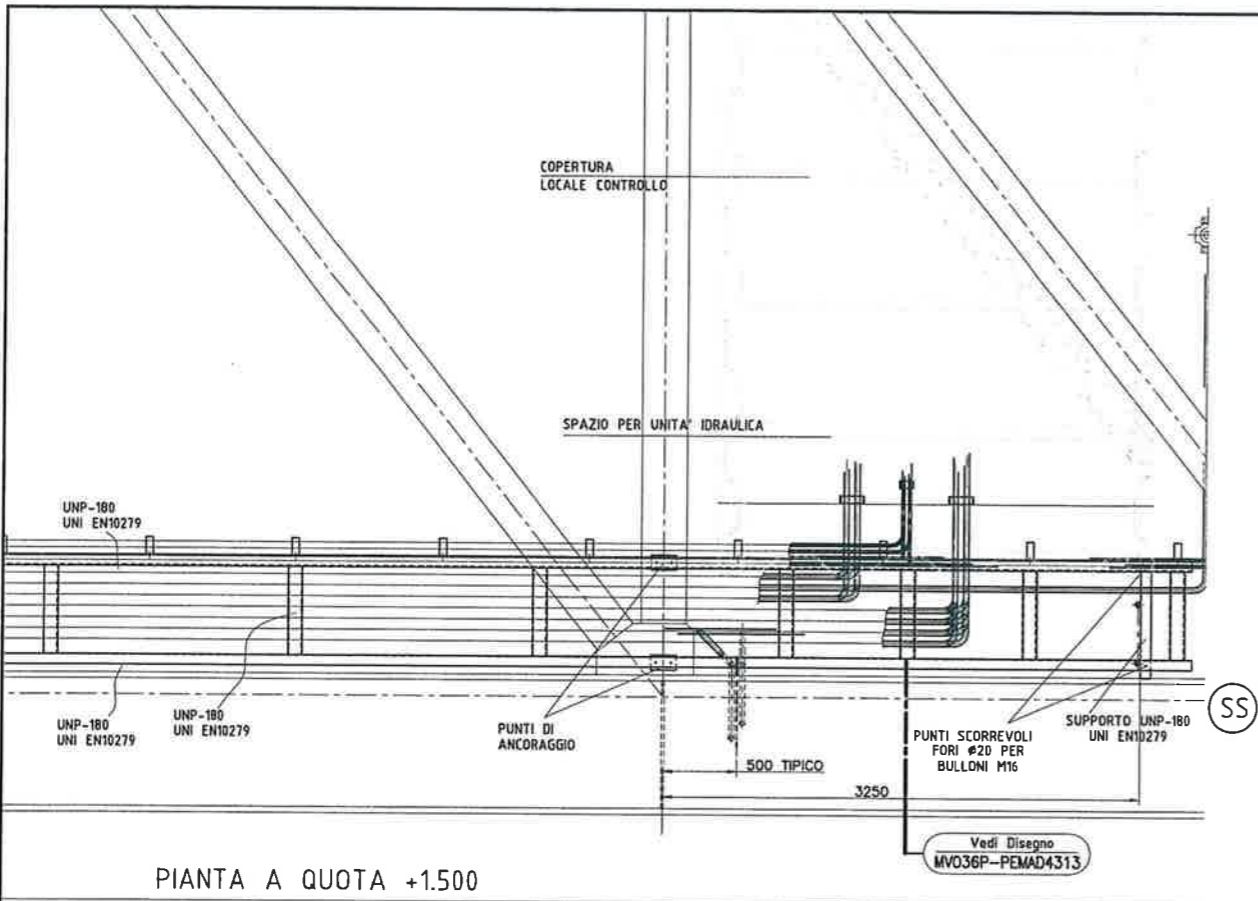 COPERTURA
LOCALE CONTROLLO
SPAZIO PER UNITA' IDRAULICA
UNP-180
UNI EN10279
UNP-180
UNI EN10279
UNP-180
UNI EN10279
PUNTI DI
ANCORAGGIO
500 TIPICO
3250
PUNTI SCORREVOLI
FORI ø20 PER
BULLONI M16
SUPPORTO UNP-180
UNI EN10279
SS
Vedi Disegno
MV036P-PEMAD4313
PIANTA A QUOTA +1.500